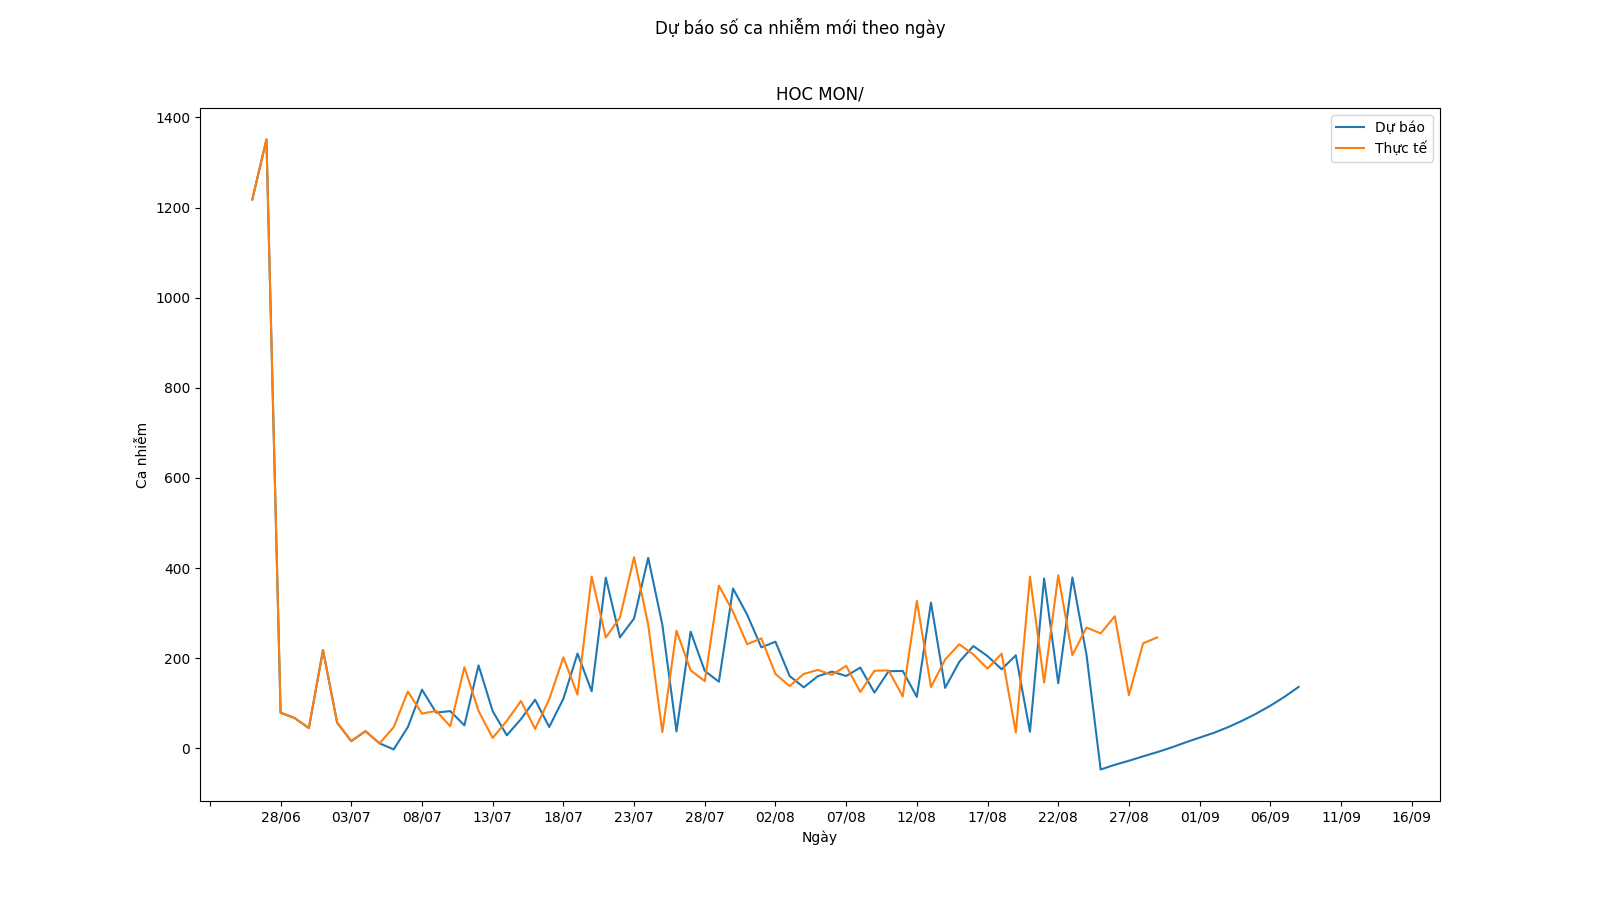 Dự báo số ca nhiễm mới theo ngày
HOC MON/
Dự báo
Thực tế
Ca nhiễm
1400
1200
1000
800
600
400
200
0
28/06 03/07 08/07 13/07 18/07 23/07 28/07 02/08 07/08 12/08 17/08 22/08 27/08 01/09 06/09 11/09 16/09
Ngày